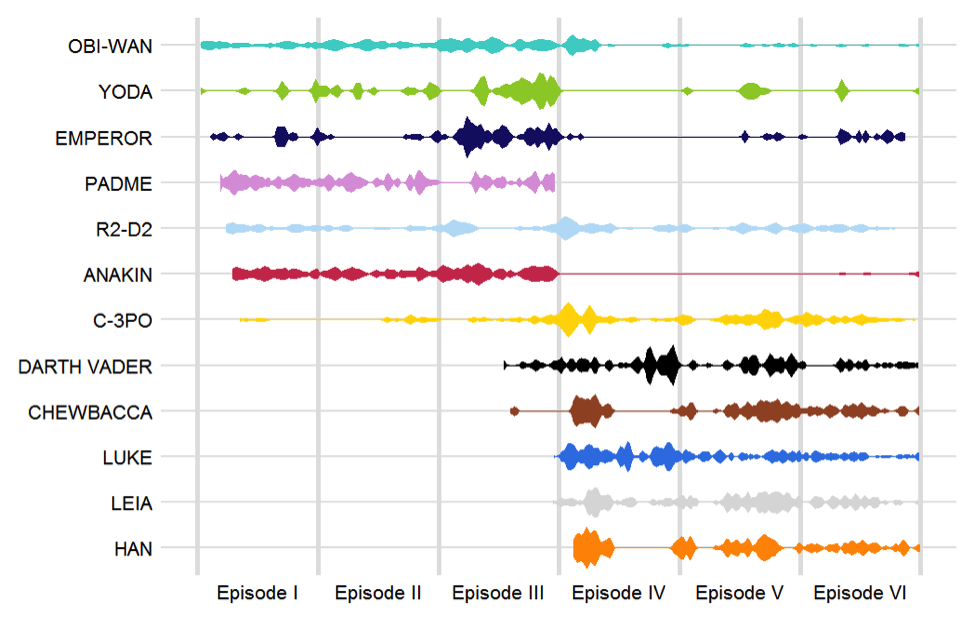 OBI-WAN
YODA
EMPEROR
PADME
R2-D2
ANAKIN
C-3PO
DARTH VADER
CHEWBACCA
LUKE
LEIA
HAN
Episode I Episode II Episode III Episode IV Episode V Episode VI